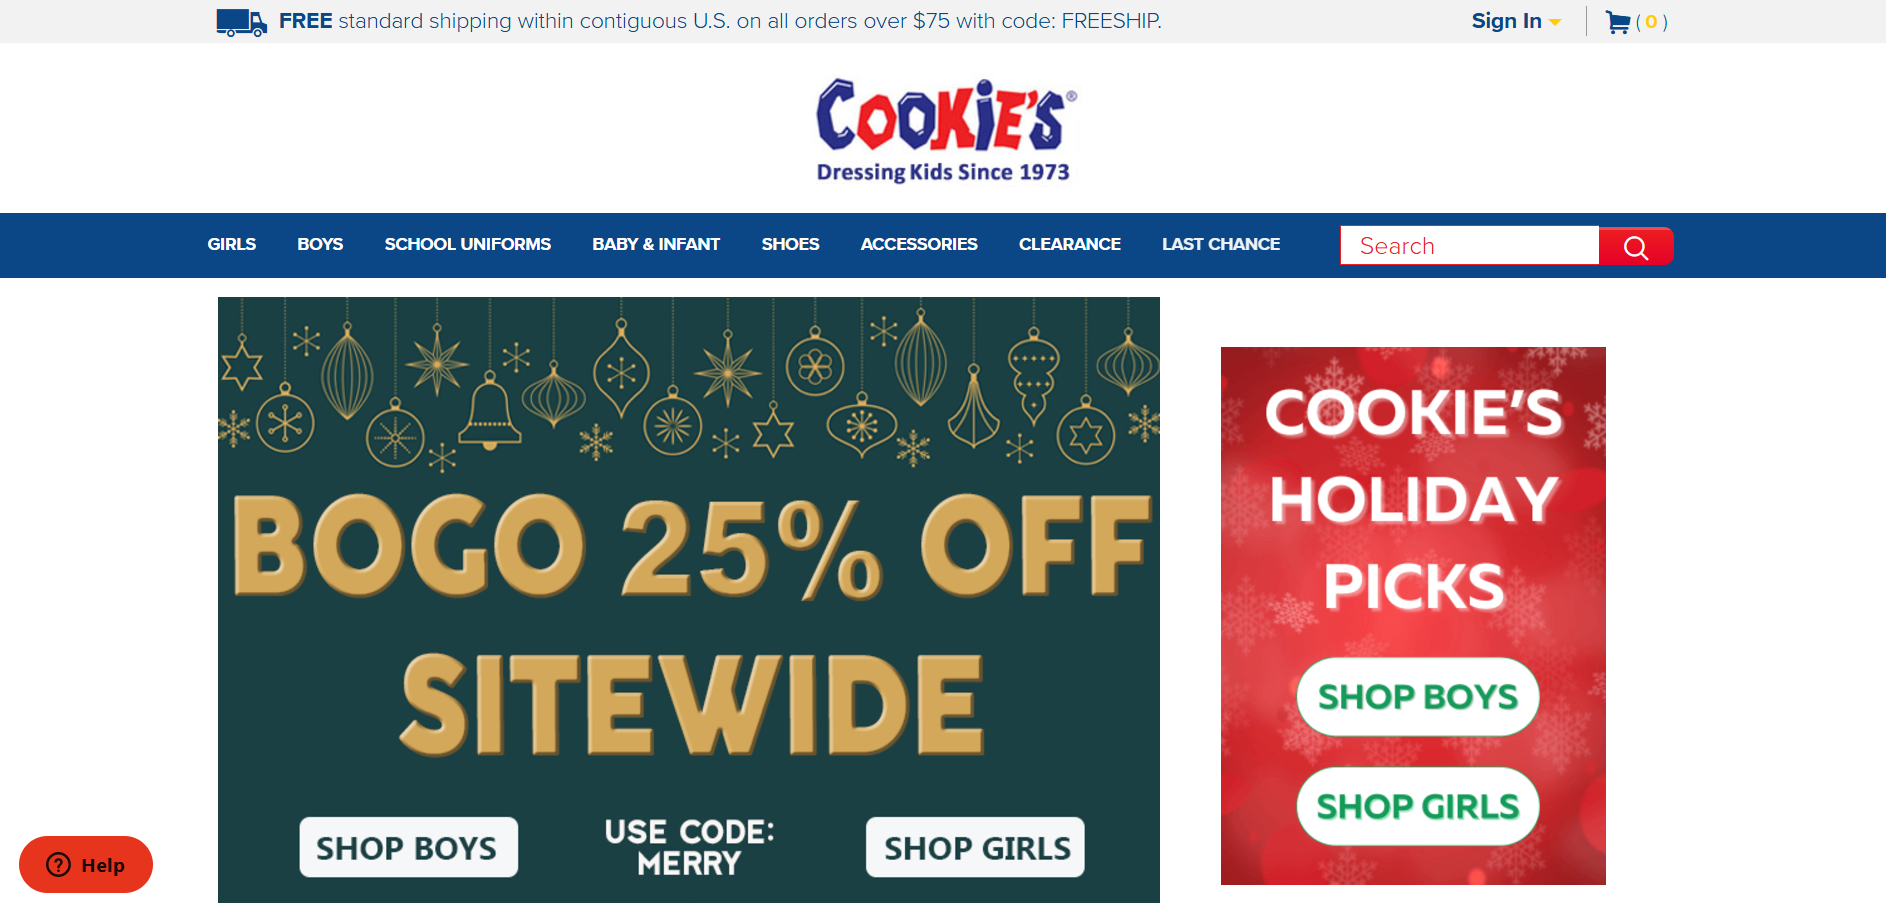 FREE standard shipping within contiguous U.S. on all orders over $75 with code: FREESHIP.
Sign In
( 0 )
COOKIE'S®
Dressing Kids Since 1973
GIRLS BOYS SCHOOL UNIFORMS BABY & INFANT SHOES ACCESSORIES CLEARANCE LAST CHANCE
Search
BOGO 25% OFF
SITEWIDE
SHOP BOYS
USE CODE:
MERRY
SHOP GIRLS
COOKIE'S
HOLIDAY
PICKS
SHOP BOYS
SHOP GIRLS
Help